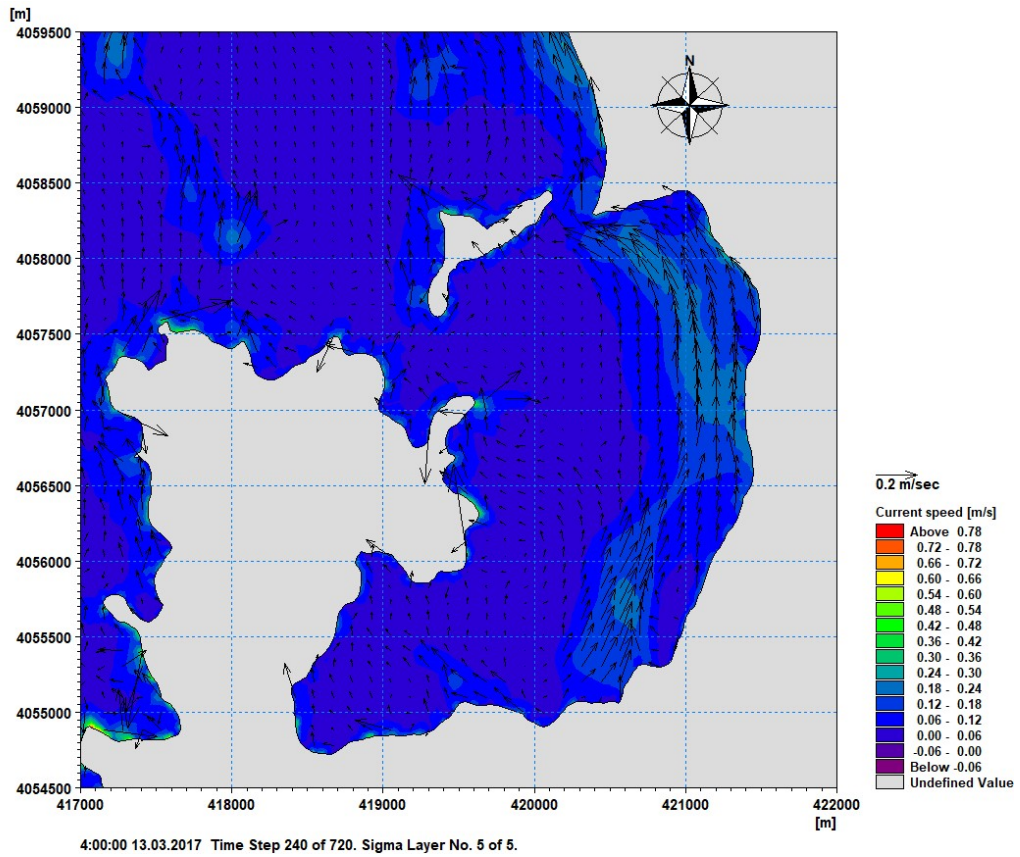 [m]
4059500
N
4059000
4058500
4058000
4057500
4057000
4056500
0.2 m/sec
Current speed [m/s]
Above 0.78
0.72 - 0.78
0.66 - 0.72
0.60 - 0.66
0.54 - 0.60
0.48 - 0.54
0.42 - 0.48
0.36 - 0.42
0.30 - 0.36
0.24 - 0.30
0.18 - 0.24
0.12 - 0.18
0.06 - 0.12
0.00 - 0.06
-0.06 - 0.00
Below -0.06
Undefined Value
4056000
4055500
4055000
4054500
417000 418000 419000 420000 421000 422000
[m]
4:00:00 13.03.2017 Time Step 240 of 720. Sigma Layer No. 5 of 5.